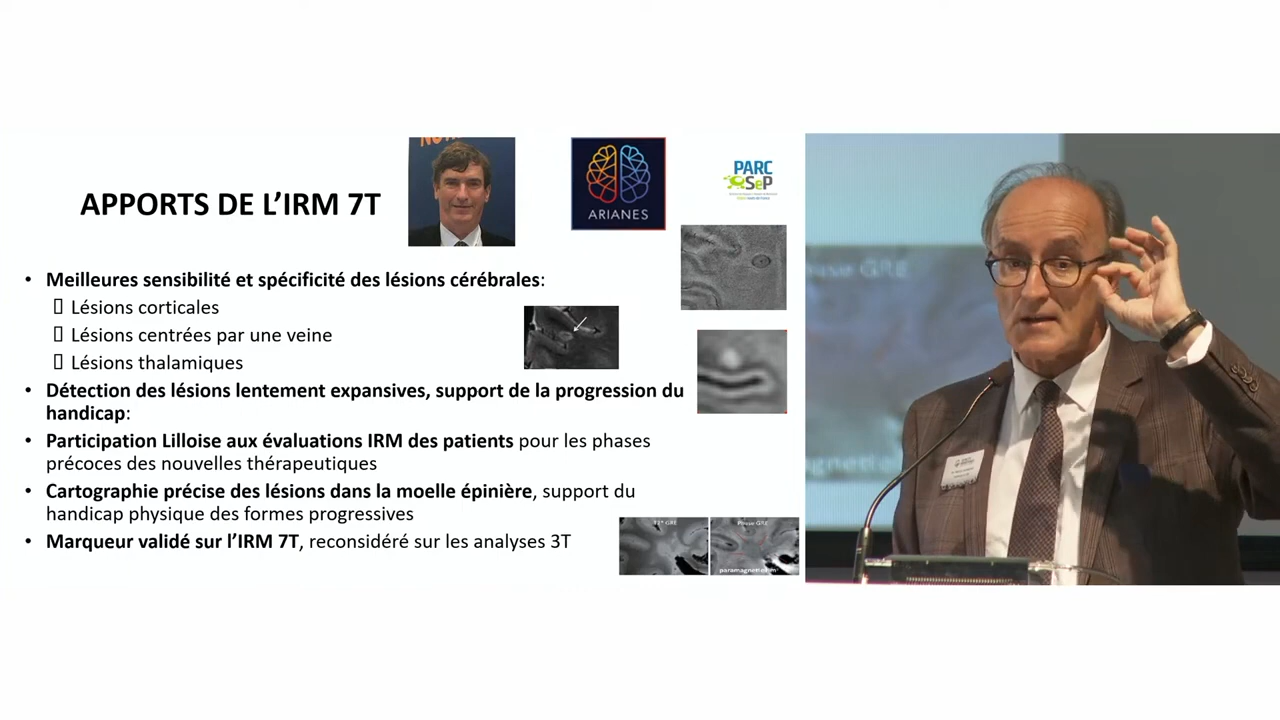 APPORTS DE L’IRM 7T
ARIANES
PARC
SeP
• Meilleures sensibilité et spécificité des lésions cérébrales:
Lésions corticales
Lésions centrées par une veine
Lésions thalamiques
• Détection des lésions lentement expansives, support de la progression du
handicap:
• Participation Lilloise aux évaluations IRM des patients pour les phases
précoces des nouvelles thérapeutiques
• Cartographie précise des lésions dans la moelle épinière, support du
handicap physique des formes progressives
• Marqueur validé sur l’IRM 7T, reconsidéré sur les analyses 3T
GRE
Phase GRE